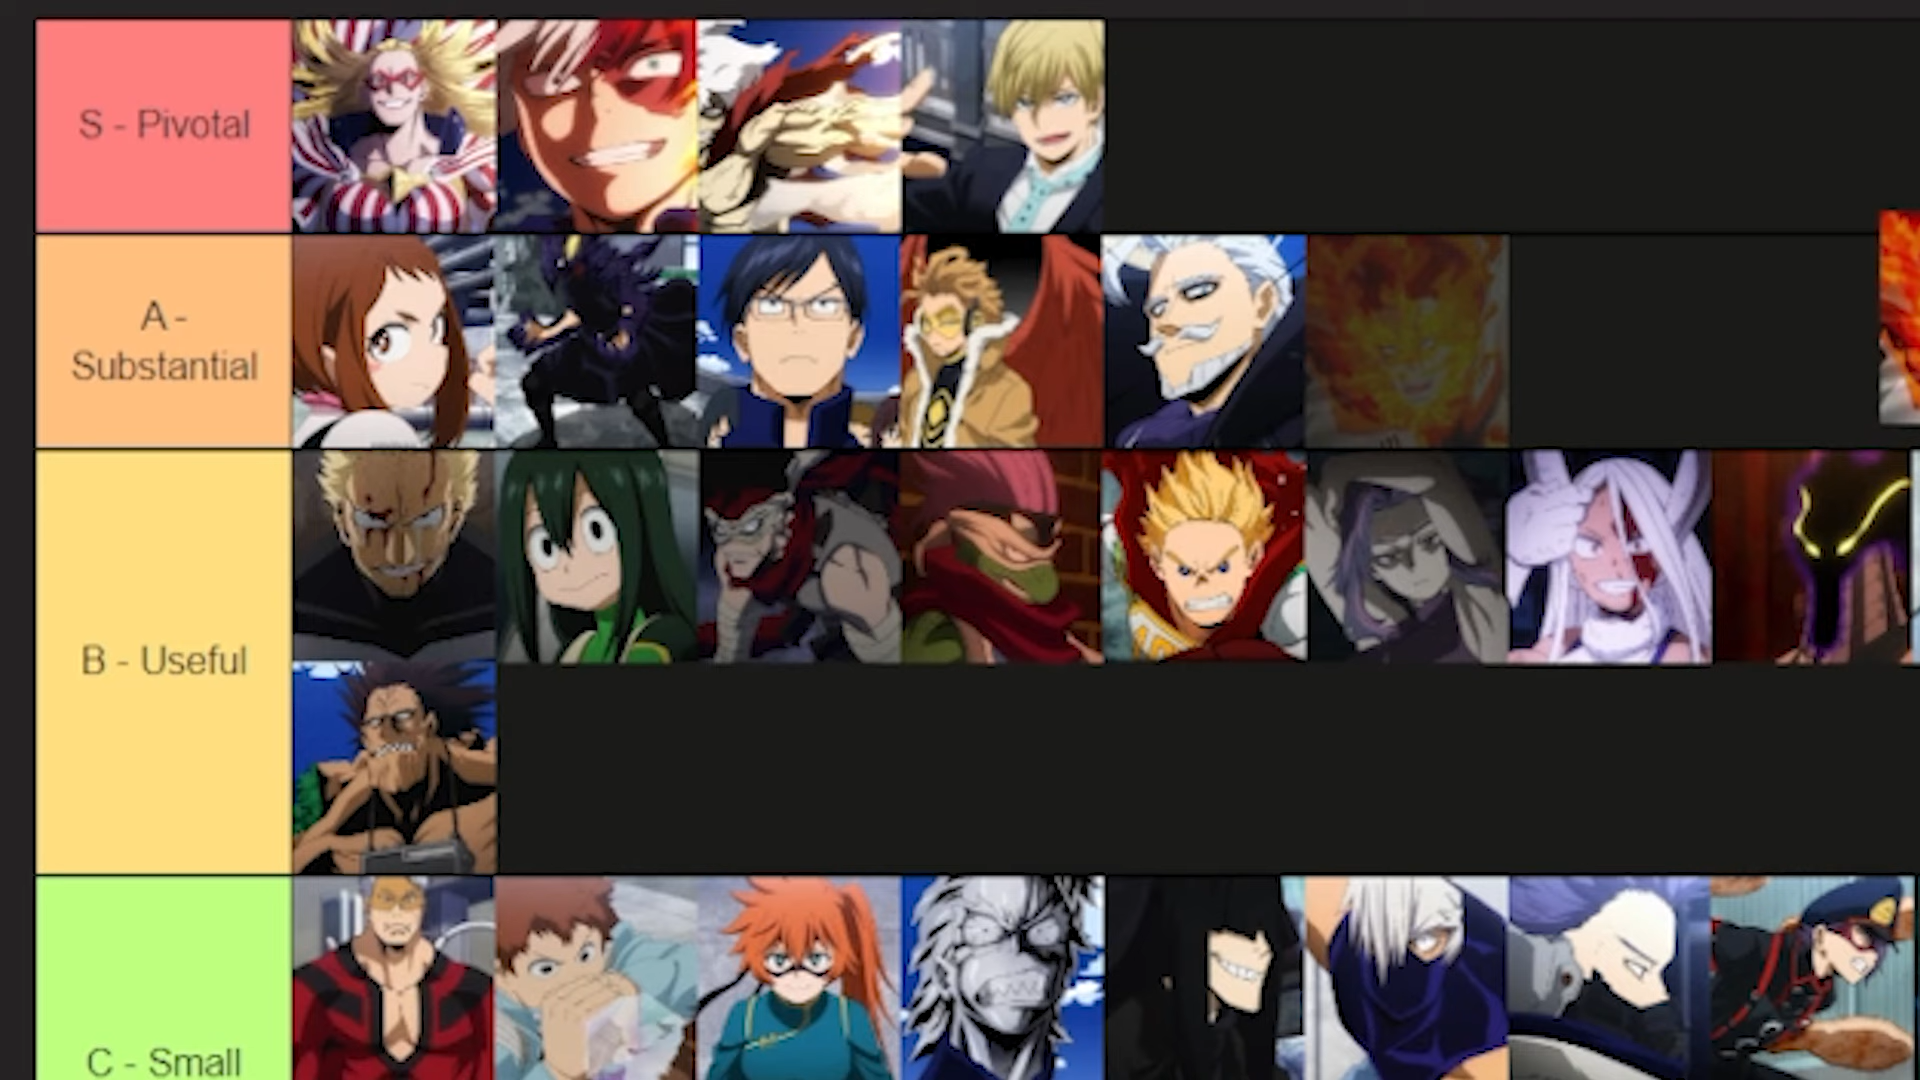 S - Pivotal
A -
Substantial
B - Useful
C - Small